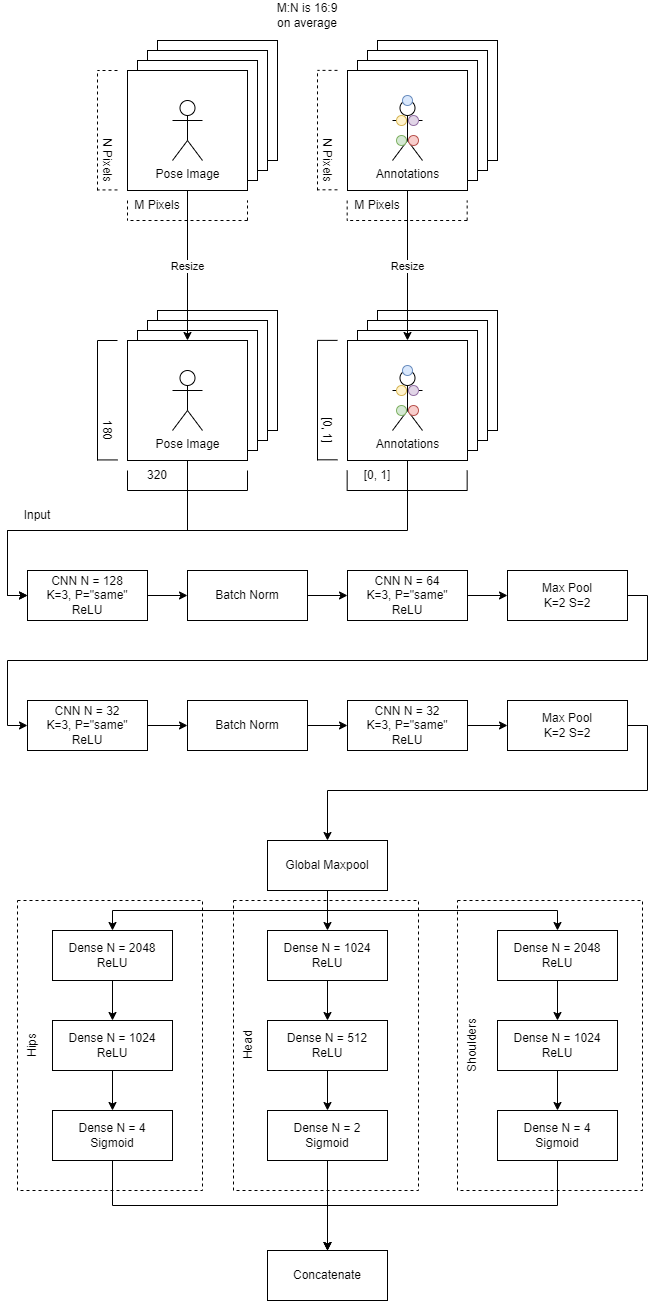 M:N is 16:9
on average
N Pixels
Pose Image
M Pixels
N Pixels
Annotations
M Pixels
Resize
Resize
180
Pose Image
320
[0, 1]
Annotations
[0, 1]
Input
CNN N = 128
K=3, P="same"
ReLU
Batch Norm
CNN N = 64
K=3, P="same"
ReLU
Max Pool
K=2 S=2
CNN N = 32
K=3, P="same"
ReLU
Batch Norm
CNN N = 32
K=3, P="same"
ReLU
Max Pool
K=2 S=2
Global Maxpool
Hips
Dense N = 2048
ReLU
Dense N = 1024
ReLU
Dense N = 4
Sigmoid
Head
Dense N = 1024
ReLU
Dense N = 512
ReLU
Dense N = 2
Sigmoid
Shoulders
Dense N = 2048
ReLU
Dense N = 1024
ReLU
Dense N = 4
Sigmoid
Concatenate